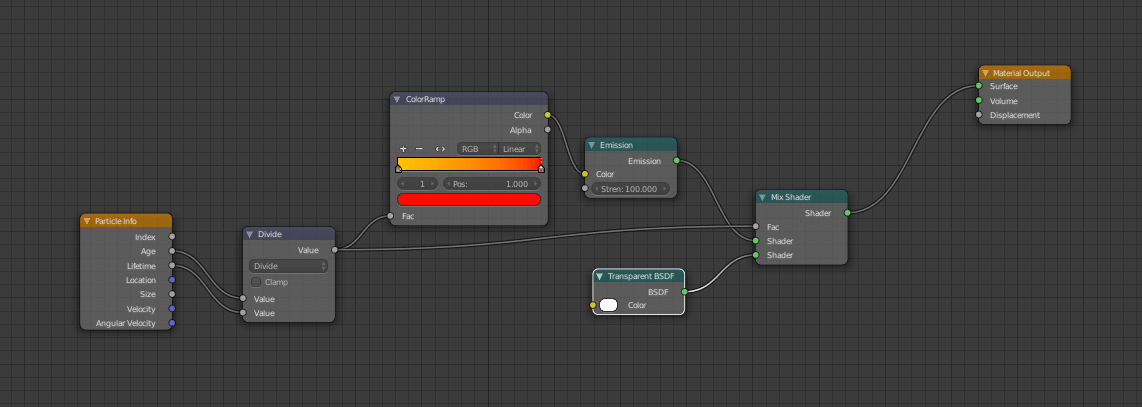 Particle Info
Index
Age
Lifetime
Location
Size
Velocity
Angular Velocity
Divide
Value
Divide
Clamp
Value
Value
ColorRamp
Color
Alpha
+ − ‹› RGB Linear
1 Pos: 1.000
Fac
Emission
Emission
Color
Stren: 100.000
Transparent BSDF
BSDF
Color
Mix Shader
Shader
Fac
Shader
Shader
Material Output
Surface
Volume
Displacement